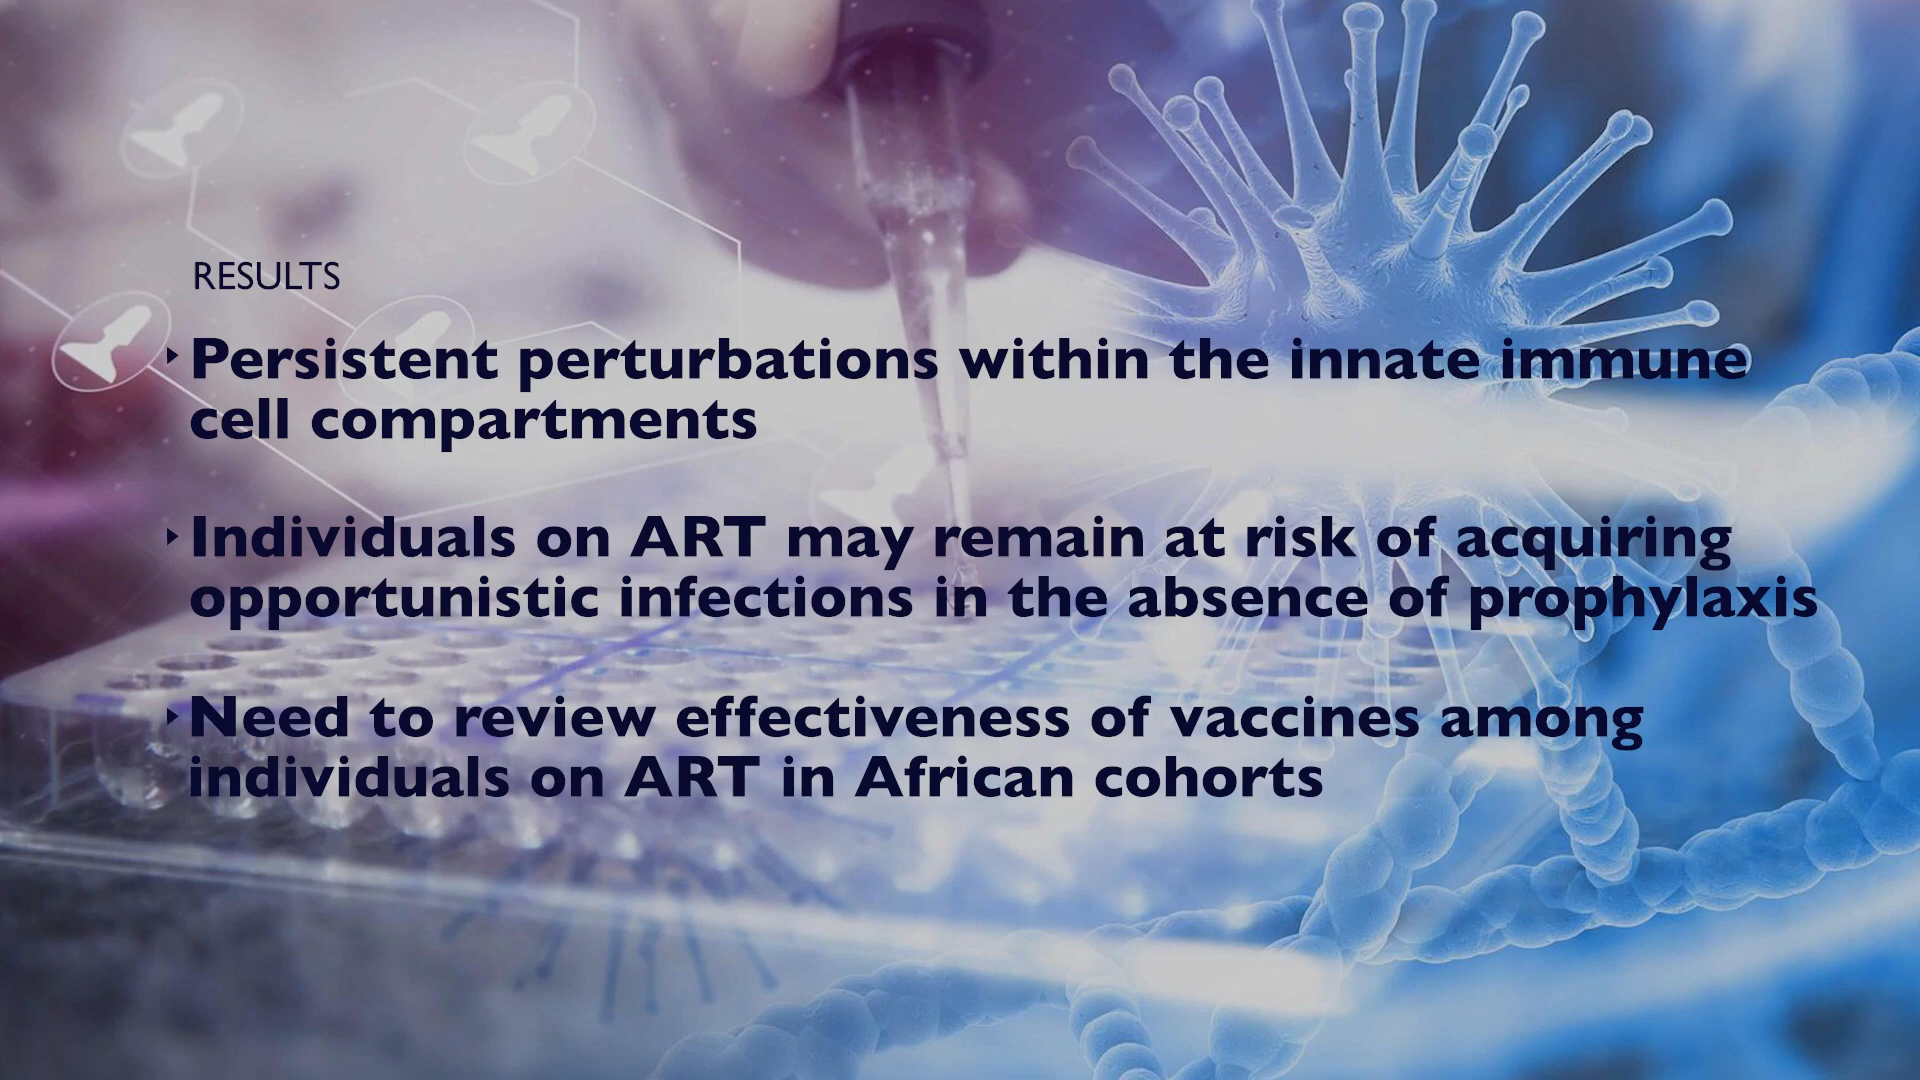 RESULTS
‣Persistent perturbations within the innate immune
cell compartments
‣Individuals on ART may remain at risk of acquiring
opportunistic infections in the absence of prophylaxis
‣Need to review effectiveness of vaccines among
individuals on ART in African cohorts